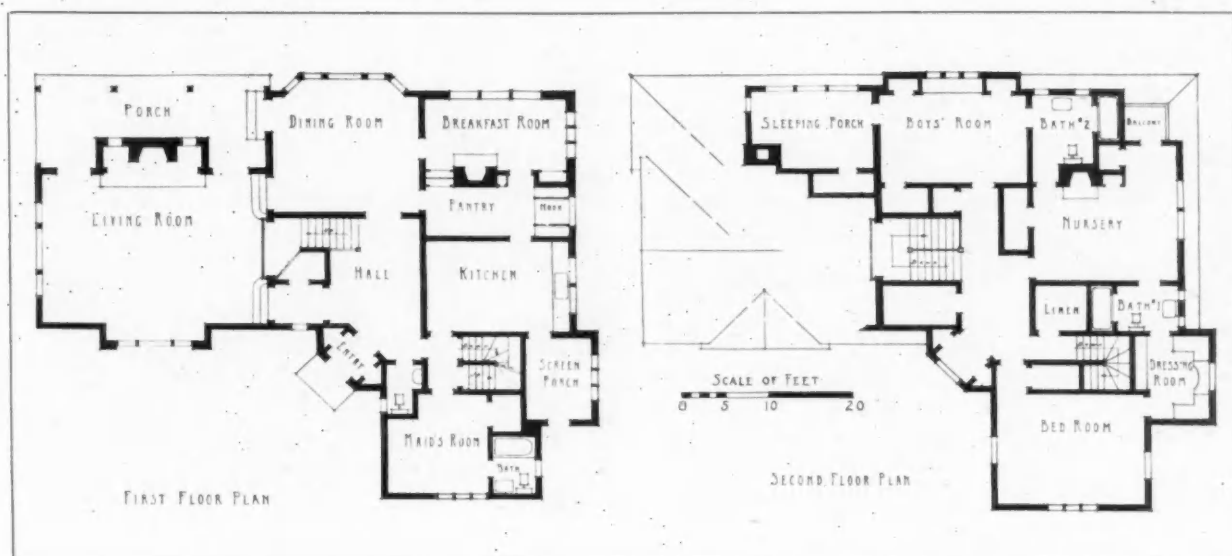 PORCH
DINING ROOM
BREAKFAST ROOM
LIVING ROOM
PANTRY
NOOK
HALL
KITCHEN
ENTRY
SCREEN
PORCH
MAID'S ROOM
BATH
FIRST FLOOR PLAN
SLEEPING PORCH
BOYS' ROOM
BATH #2
BALCONY
NURSERY
LINEN
BATH #1
DRESSING
ROOM
SCALE OF FEET
0 5 10 20
BED ROOM
SECOND FLOOR PLAN